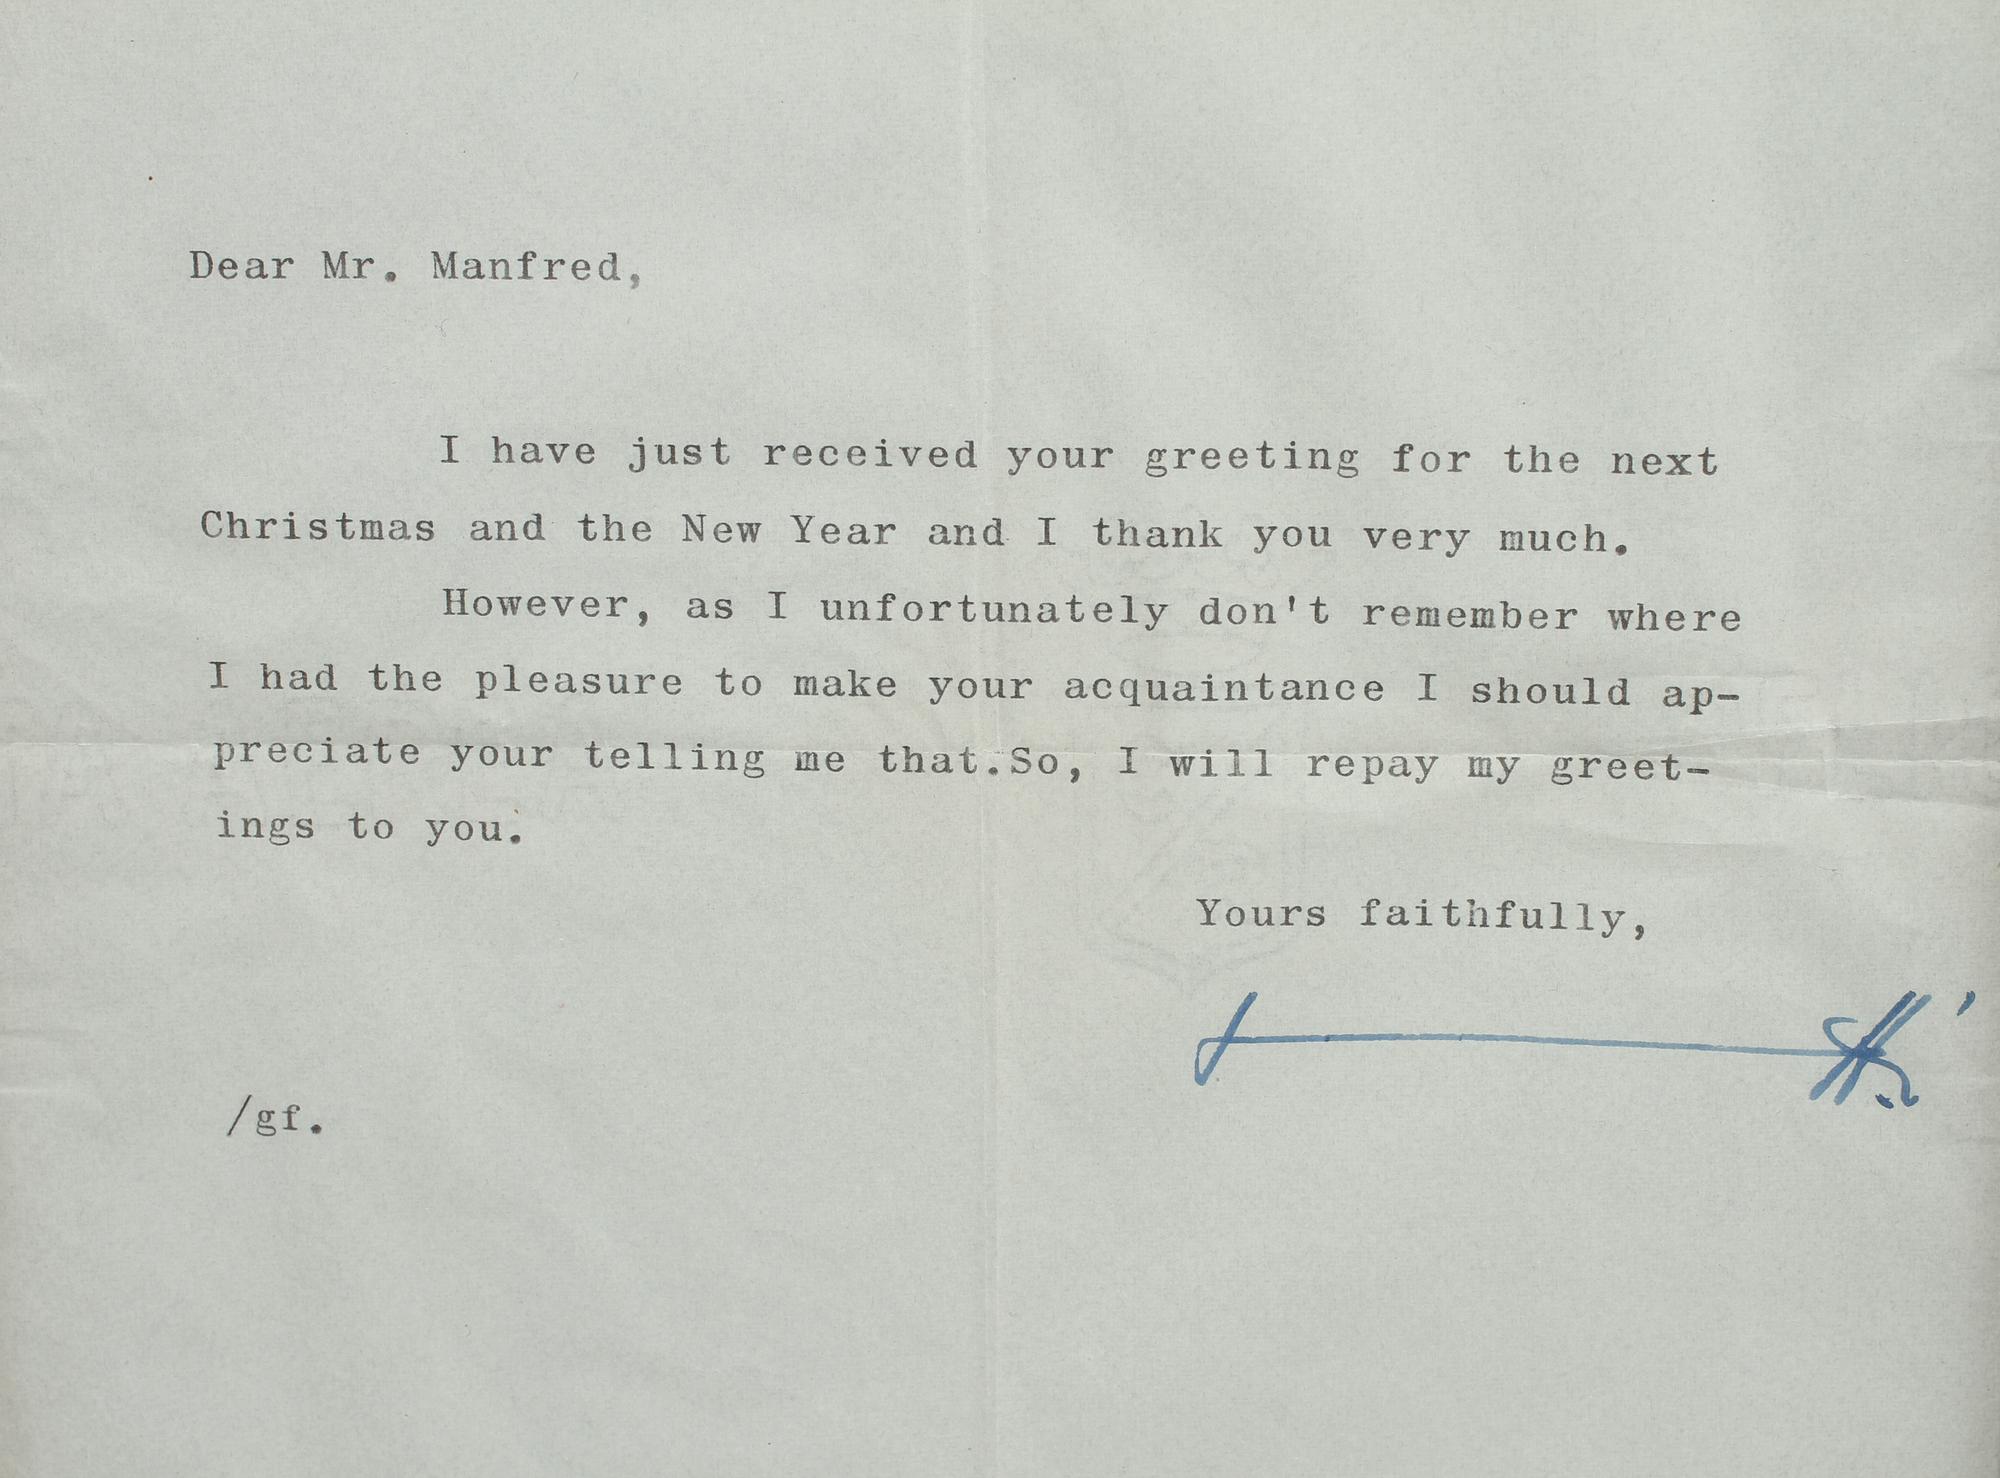 Dear Mr. Manfred,
I have just received your greeting for the next
Christmas and the New Year and I thank you very much.
However, as I unfortunately don't remember where
I had the pleasure to make your acquaintance I should ap-
preciate your telling me that.So, I will repay my greet-
ings to you.
Yours faithfully,
/gf.